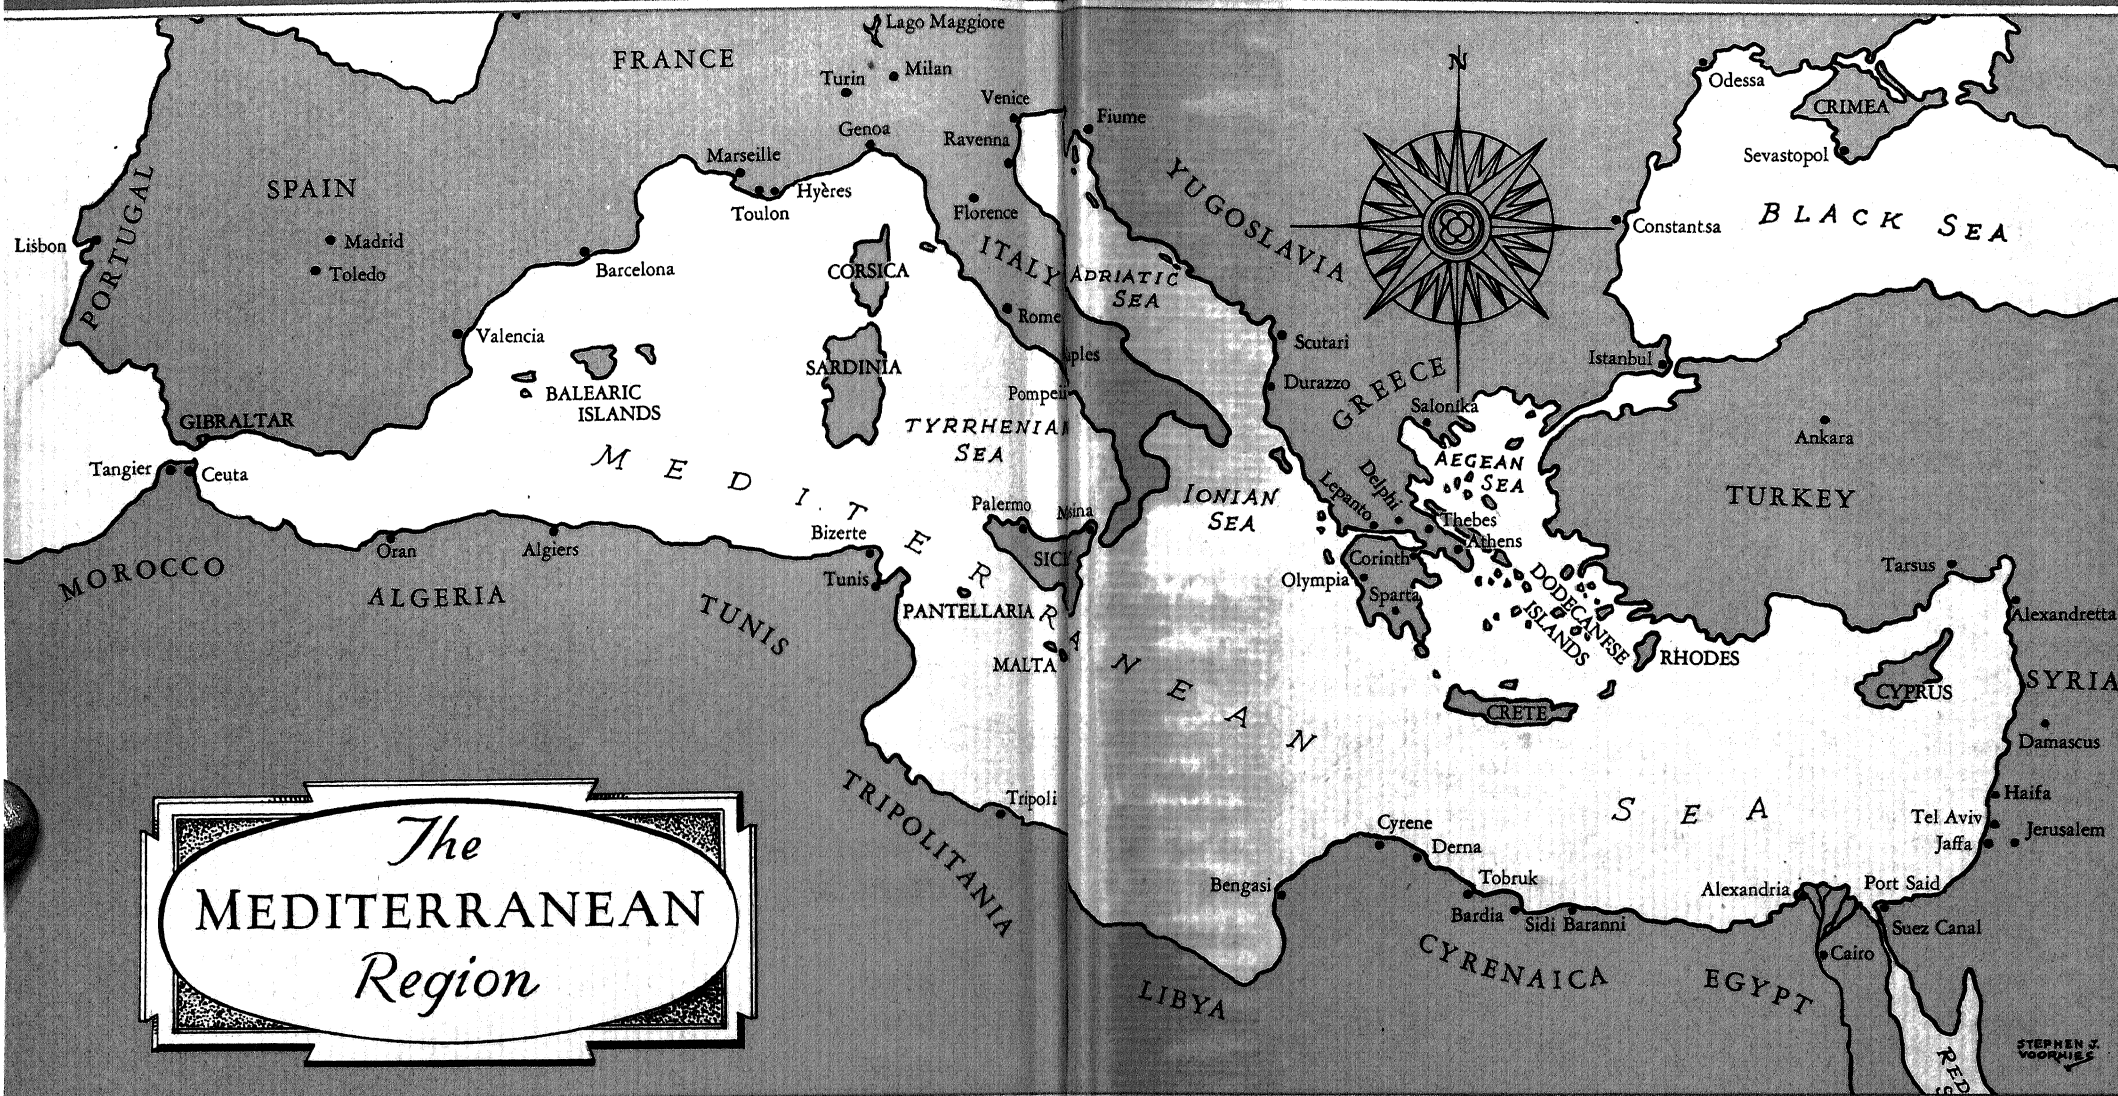 Lago Maggiore
FRANCE
Turin
Milan
Venice
Genoa
Ravenna
Fiume
Marseille
Hyères
Toulon
Florence
ITALY
ADRIATIC
SEA
YUGOSLAVIA
N
Odessa
CRIMEA
Sevastopol
BLACK SEA
Constantsa
SPAIN
PORTUGAL
Lisbon
Madrid
Toledo
Barcelona
Valencia
CORSICA
SARDINIA
Rome
aples
Pompeii
BALEARIC
ISLANDS
TYRRHENIAN
SEA
Scutari
Durazzo
GREECE
Salonika
Istanbul
Ankara
TURKEY
AEGEAN
SEA
GIBRALTAR
Tangier
Ceuta
MEDITERRANEAN
SEA
IONIAN
SEA
Palermo
sina
SICI
Lepanto
Delphi
Thebes
Athens
Corinth
Olympia
Sparta
DODECANESE
ISLANDS
RHODES
CRETE
CYPRUS
Tarsus
Alexandretta
SYRIA
Damascus
Haifa
Tel Aviv
Jaffa
Jerusalem
MOROCCO
Oran
Algiers
ALGERIA
Bizerte
Tunis
TUNIS
PANTELLARIA
MALTA
TRIPOLITANIA
Tripoli
Cyrene
Derna
Bengasi
Tobruk
Bardia
Sidi Baranni
Alexandria
Port Said
Suez Canal
Cairo
CYRENAICA
EGYPT
LIBYA
RED
S
The
MEDITERRANEAN
Region
STEPHEN J.
VOORHIES